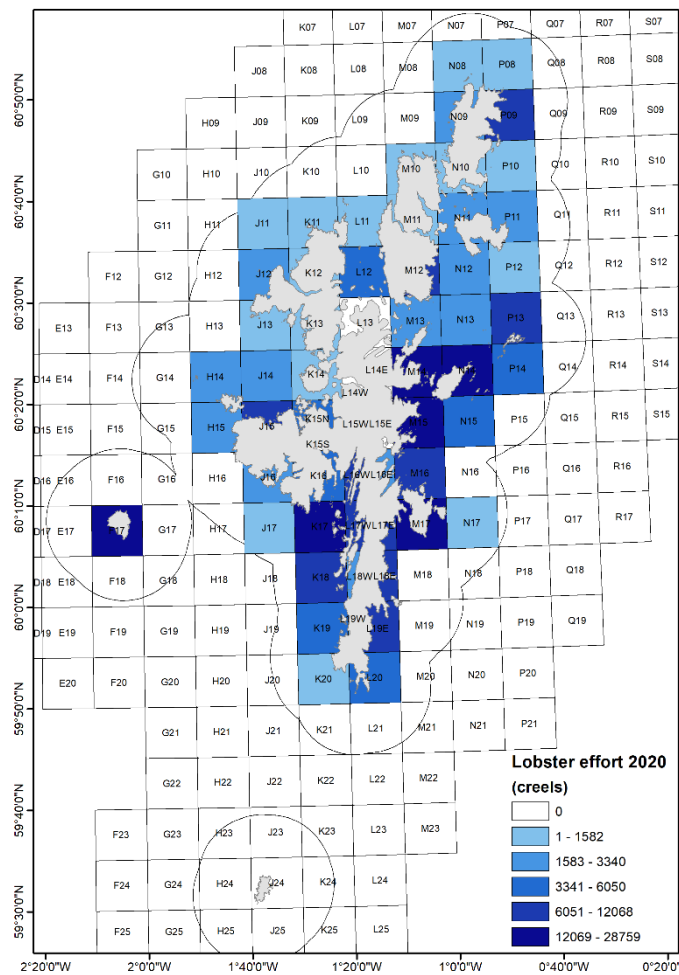 K07 L07 M07 N07 P07 Q07 R07 S07
J08 K08 L08 M08 N08 P08 Q08 R08 S08
60°50'0"N
H09 J09 K09 L09 M09 N09 P09 Q09 R09 S09
G10 H10 J10 K10 L10 M10 N10 P10 Q10 R10 S10
60°40'0"N
G11 H11 J11 K11 L11 M11 N11 P11 Q11 R11 S11
F12 G12 H12 J12 K12 L12 M12 N12 P12 Q12 R12 S12
60°30'0"N
E13 F13 G13 H13 J13 K13 L13 M13 N13 P13 Q13 R13 S13
D14 E14 F14 G14 H14 J14 K14 L14E M14 N14 P14 Q14 R14 S14
L14W
60°20'0"N
D15 E15 F15 G15 H15 J15 K15N L15W L15E M15 N15 P15 Q15 R15 S15
K15S
D16 E16 F16 G16 H16 J16 K16 L16W L16E M16 N16 P16 Q16 R16
60°10'0"N
D17 E17 F17 G17 H17 J17 K17 L17W L17E M17 N17 P17 Q17 R17
D18 E18 F18 G18 H18 J18 K18 L18W L18E M18 N18 P18 Q18
60°0'0"N
D19 E19 F19 G19 H19 J19 K19 L19W L19E M19 N19 P19 Q19
E20 F20 G20 H20 J20 K20 L20 M20 N20 P20
59°50'0"N
G21 H21 J21 K21 L21 M21 N21 P21
G22 H22 J22 K22 L22 M22
59°40'0"N
F23 G23 H23 J23 K23 L23 M23
F24 G24 H24 J24 K24 L24
59°30'0"N
F25 G25 H25 J25 K25 L25
Lobster effort 2020
(creels)
0
1 - 1582
1583 - 3340
3341 - 6050
6051 - 12068
12069 - 28759
2°20'0"W 2°0'0"W 1°40'0"W 1°20'0"W 1°0'0"W 0°20'0"W